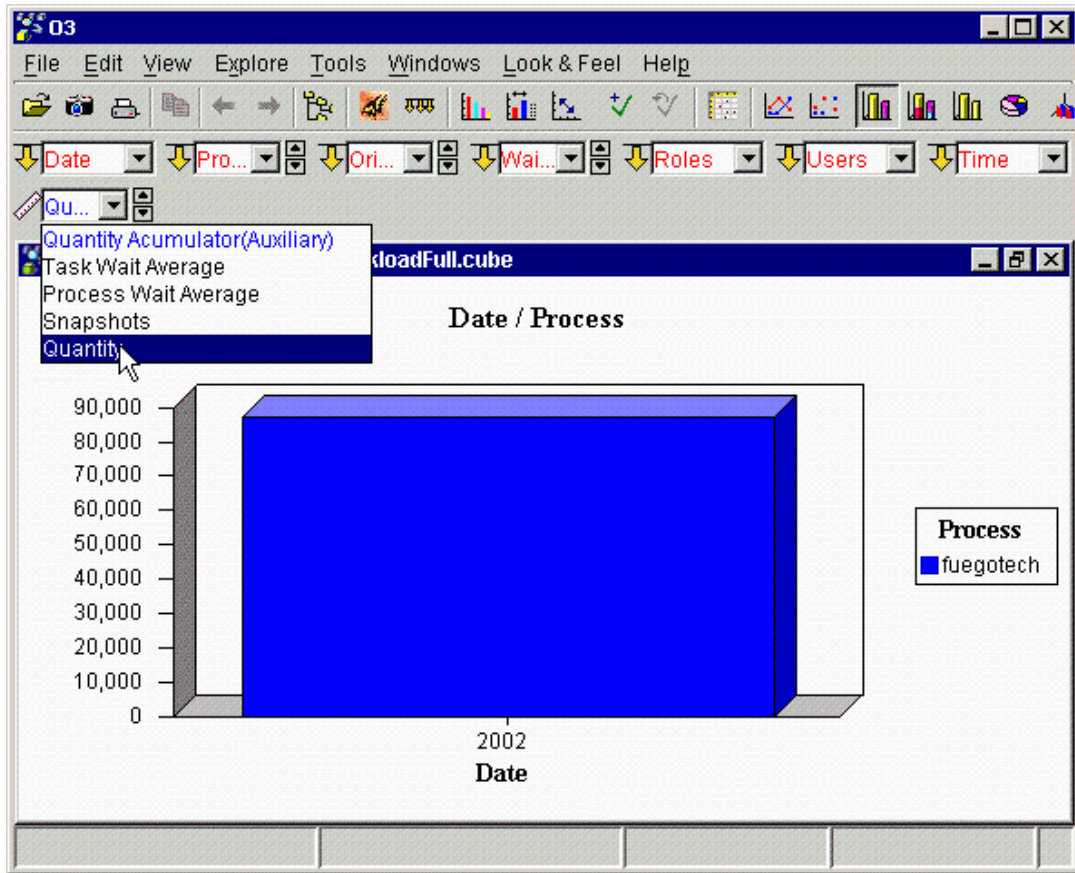 O3
File Edit View Explore Tools Windows Look & Feel Help
Date Pro... Ori... Wai... Roles Users Time
Qu...
Quantity Acumulator(Auxiliary)
Task Wait Average
Process Wait Average
Snapshots
Quantity
kloadFull.cube
Date / Process
90,000
80,000
70,000
60,000
50,000
40,000
30,000
20,000
10,000
0
2002
Date
Process
fuegotech